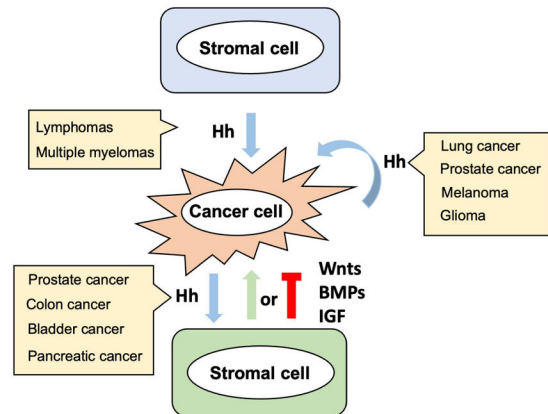 Stromal cell
Lymphomas
Multiple myelomas
Hh
Hh
Lung cancer
Prostate cancer
Melanoma
Glioma
Cancer cell
Prostate cancer
Colon cancer
Bladder cancer
Pancreatic cancer
Hh
or
Wnts
BMPs
IGF
Stromal cell